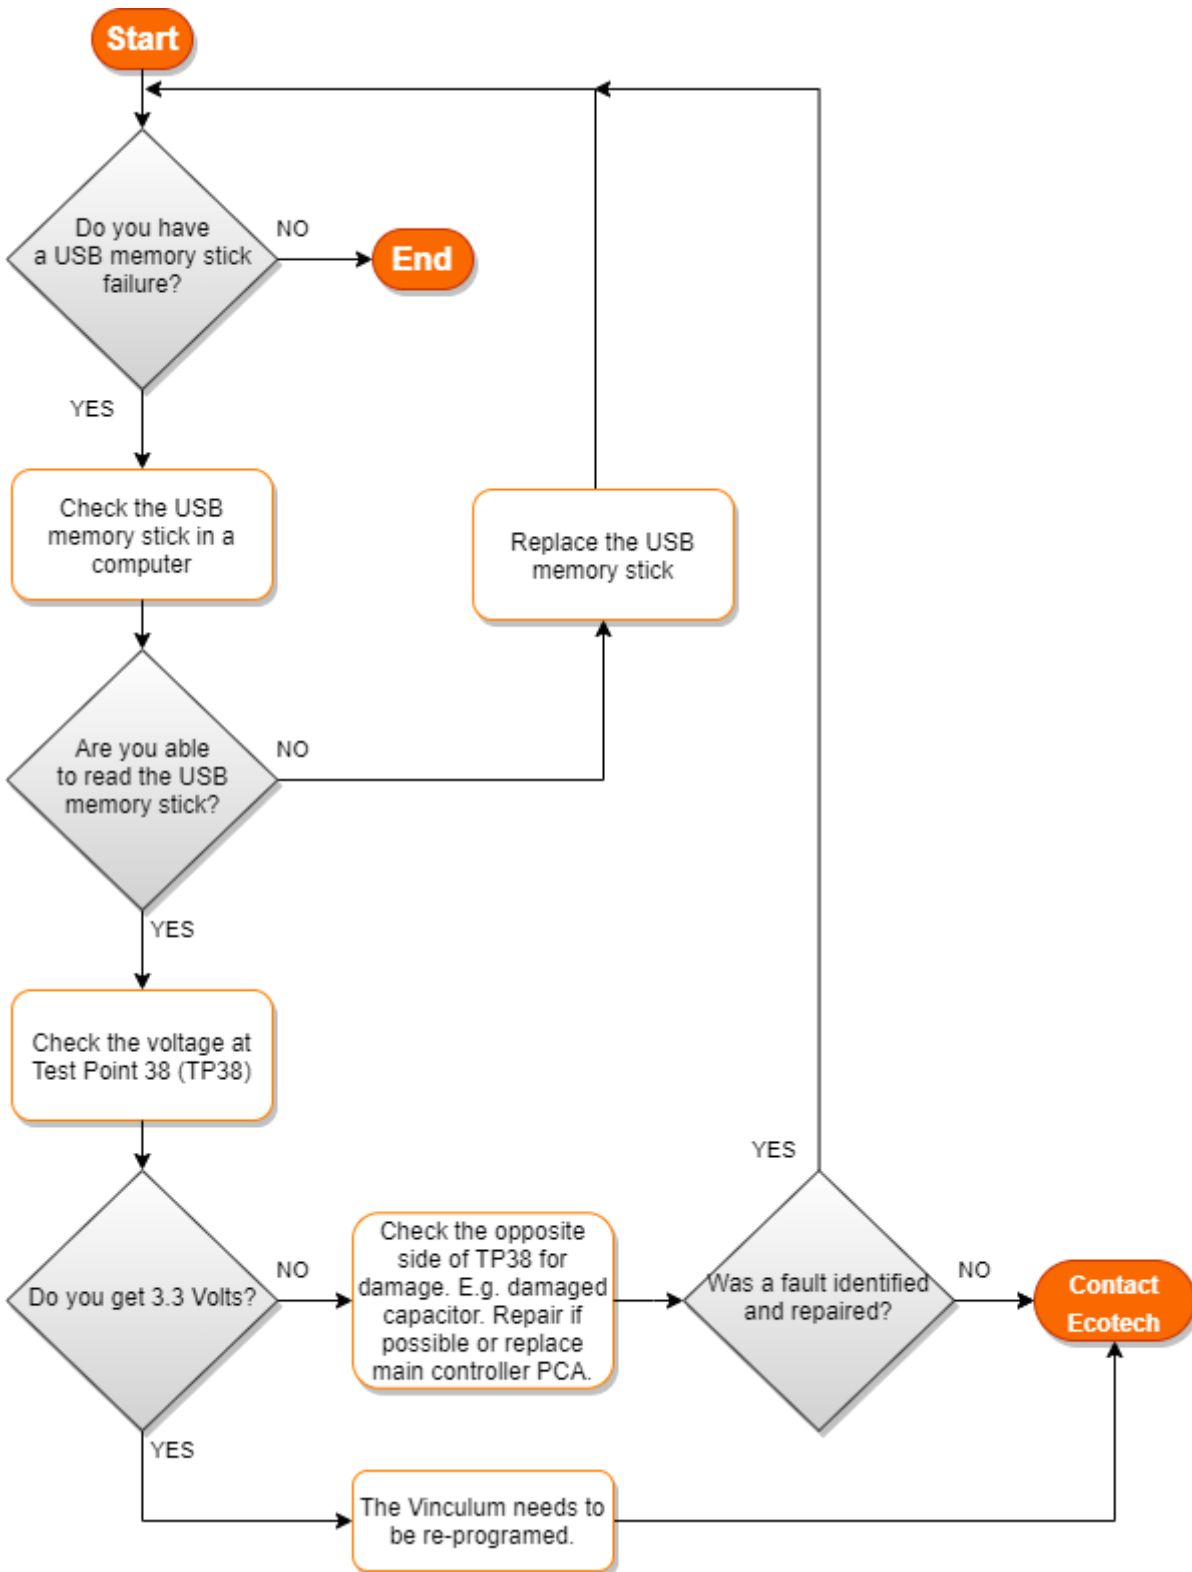 Start
Do you have
a USB memory stick
failure?
NO
End
YES
Check the USB
memory stick in a
computer
Replace the USB
memory stick
Are you able
to read the USB
memory stick?
NO
YES
Check the voltage at
Test Point 38 (TP38)
Do you get 3.3 Volts?
NO
Check the opposite
side of TP38 for
damage. E.g. damaged
capacitor. Repair if
possible or replace
main controller PCA.
YES
Was a fault identified
and repaired?
NO
Contact
Ecotech
YES
The Vinculum needs to
be re-programed.